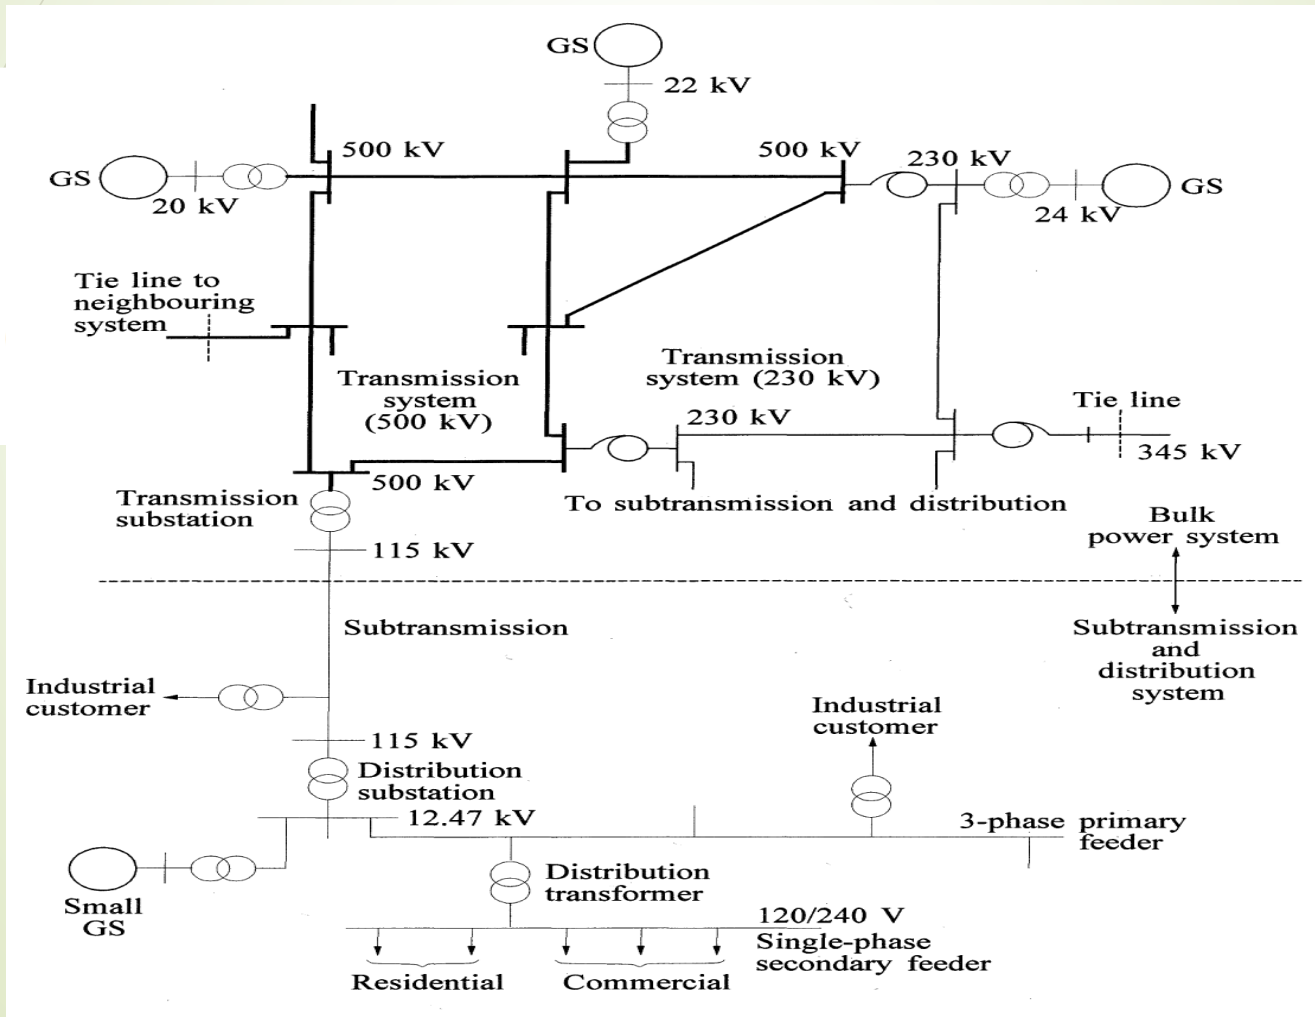 GS
22 kV
500 kV
500 kV
230 kV
GS
20 kV
24 kV
GS
Tie line to
neighbouring
system
Transmission
system
(500 kV)
Transmission
system (230 kV)
230 kV
Tie line
345 kV
500 kV
To subtransmission and distribution
Transmission
substation
115 kV
Bulk
power system
Subtransmission
and
distribution
system
Subtransmission
Industrial
customer
Industrial
customer
115 kV
Distribution
substation
12.47 kV
3-phase primary
feeder
Small
GS
Distribution
transformer
120/240 V
Single-phase
secondary feeder
Residential
Commercial